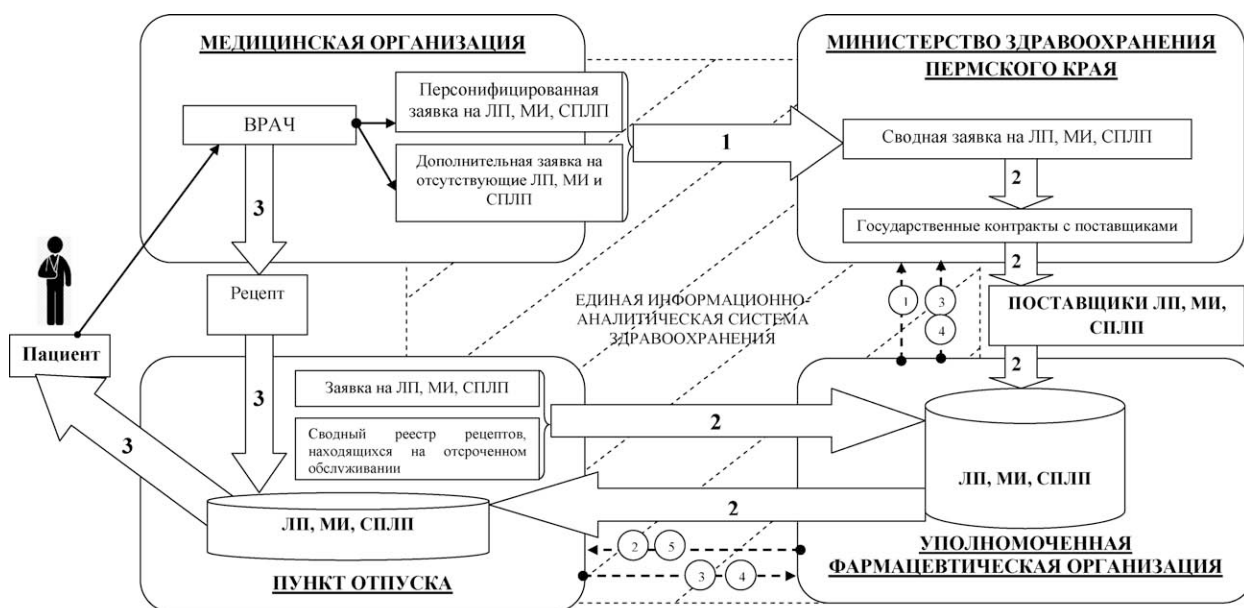 МЕДИЦИНСКАЯ ОРГАНИЗАЦИЯ
ВРАЧ
Персонифицированная
заявка на ЛП, МИ, СПЛП
Дополнительная заявка на
отсутствующие ЛП, МИ и
СПЛП
1
МИНИСТЕРСТВО ЗДРАВООХРАНЕНИЯ
ПЕРМСКОГО КРАЯ
Сводная заявка на ЛП, МИ, СПЛП
2
Государственные контракты с поставщиками
2
ПОСТАВЩИКИ ЛП, МИ,
СПЛП
2
3
Рецепт
3
Пациент
3
ЕДИНАЯ ИНФОРМАЦИОННО-
АНАЛИТИЧЕСКАЯ СИСТЕМА
ЗДРАВООХРАНЕНИЯ
1
3
4
Заявка на ЛП, МИ, СПЛП
Сводный реестр рецептов,
находящихся на отсроченном
обслуживании
2
ЛП, МИ, СПЛП
ПУНКТ ОТПУСКА
2
ЛП, МИ, СПЛП
УПОЛНОМОЧЕННАЯ
ФАРМАЦЕВТИЧЕСКАЯ ОРГАНИЗАЦИЯ
2 5
3 4